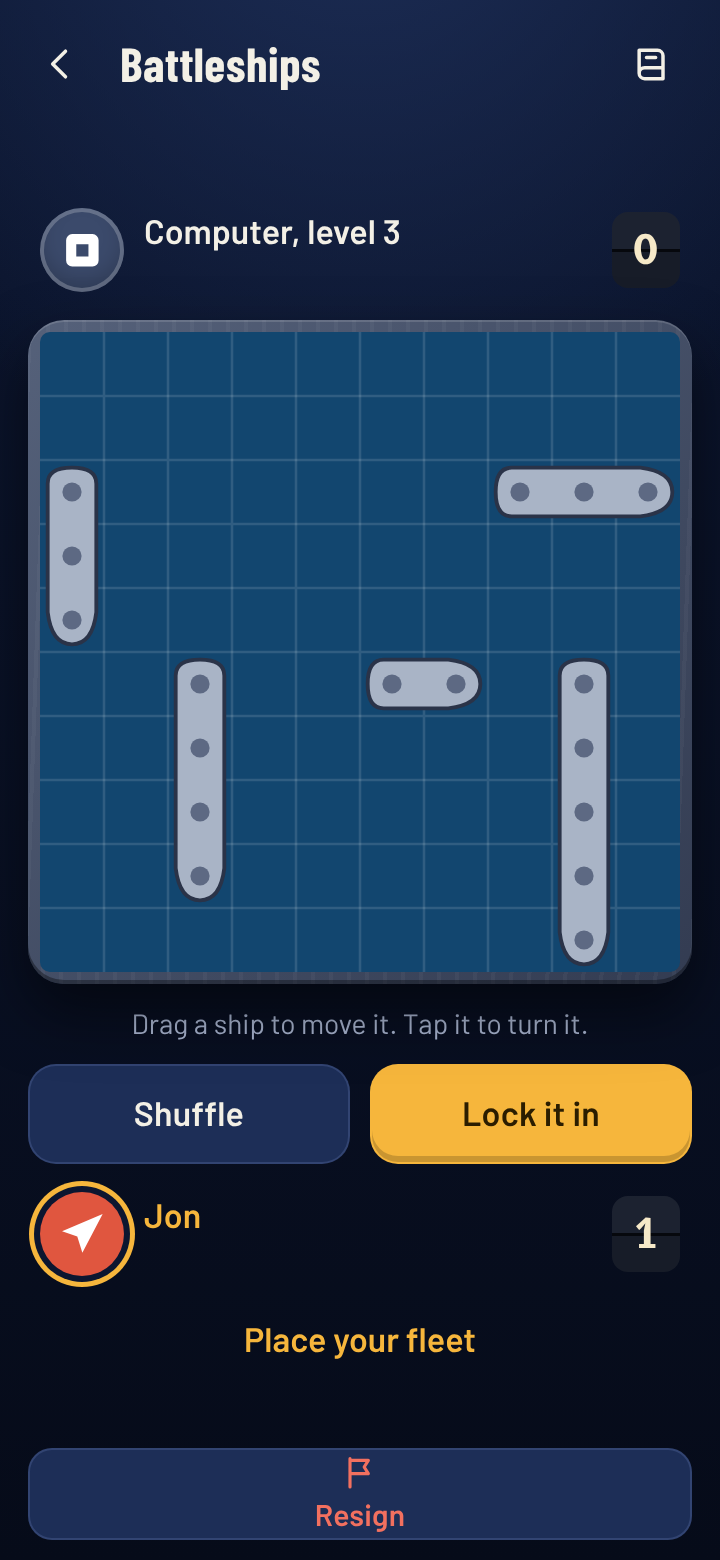 Battleships
Computer, level 3
0
Drag a ship to move it. Tap it to turn it.
Shuffle
Lock it in
Jon
1
Place your fleet
Resign